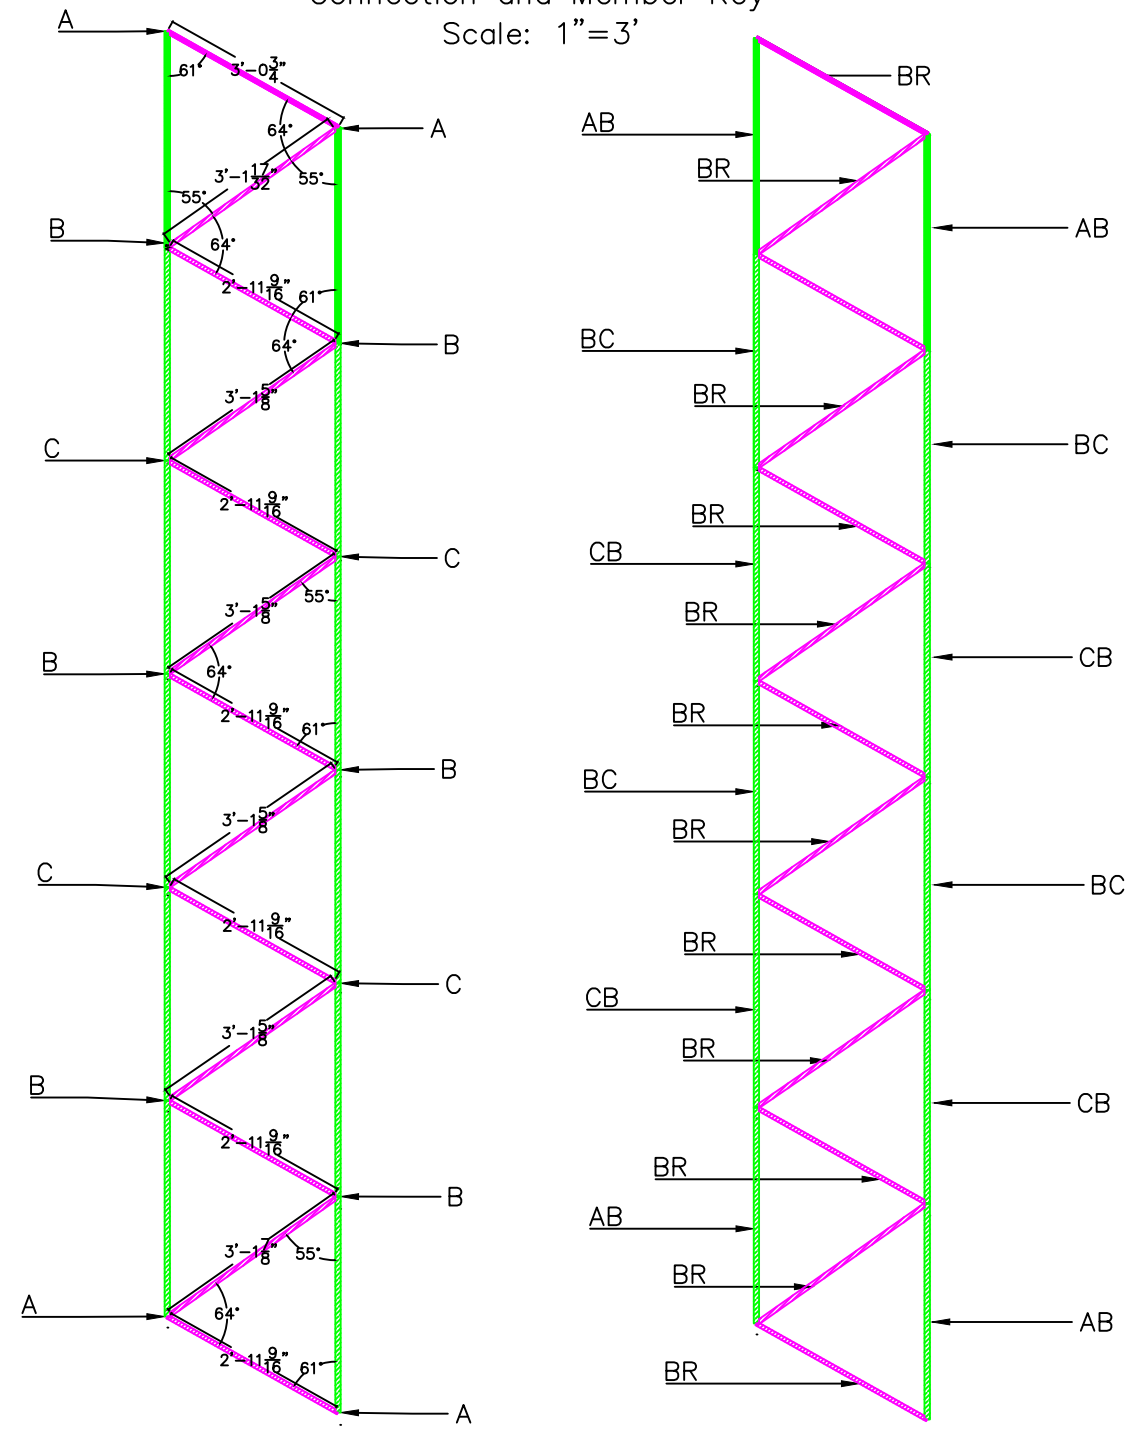 Connection and Member Key
Scale: 1"=3'
A
61°
3'-0 3/4"
64°
A
3'-1 17/32"
55°
55°
B
64°
2'-11 9/16"
61°
64°
B
3'-1 5/8"
C
2'-11 9/16"
C
55°
3'-1 5/8"
B
64°
2'-11 9/16"
61°
B
3'-1 5/8"
C
2'-11 9/16"
C
3'-1 5/8"
B
2'-11 9/16"
B
3'-1 7/8"
55°
A
64°
2'-11 9/16"
61°
A
BR
AB
BR
AB
BC
BR
BC
BR
CB
BR
CB
BR
BC
BR
BC
BR
CB
BR
CB
BR
AB
BR
AB
BR